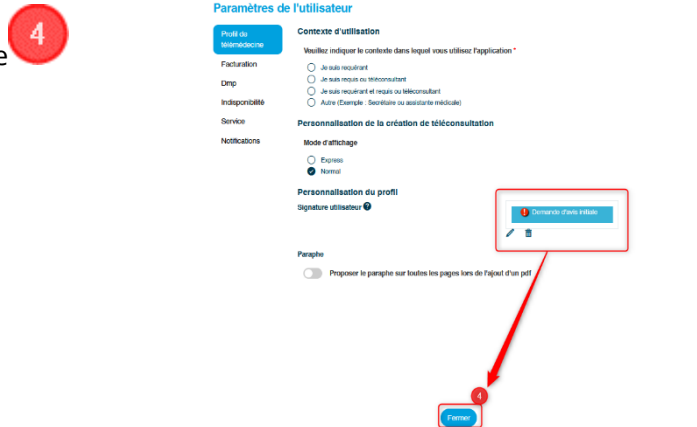 4
e
Paramètres de l'utilisateur
Profil du
télémédecine
Facturation
Dmp
Indisponibilité
Service
Notifications
Contexte d'utilisation
Veuillez indiquer le contexte dans lequel vous utilisez l'application *
Je suis requérant
Je suis requis ou téléconsultant
Je suis requérant et requis ou téléconsultant
Autre (Exemple : Secrétaire ou assistante médicale)
Personnalisation de la création de téléconsultation
Mode d'affichage
Express
Normal
Personnalisation du profil
Signature utilisateur ?
! Demande d'avis initiale
Paraphe
Proposer le paraphe sur toutes les pages lors de l'ajout d'un pdf
4
Fermer